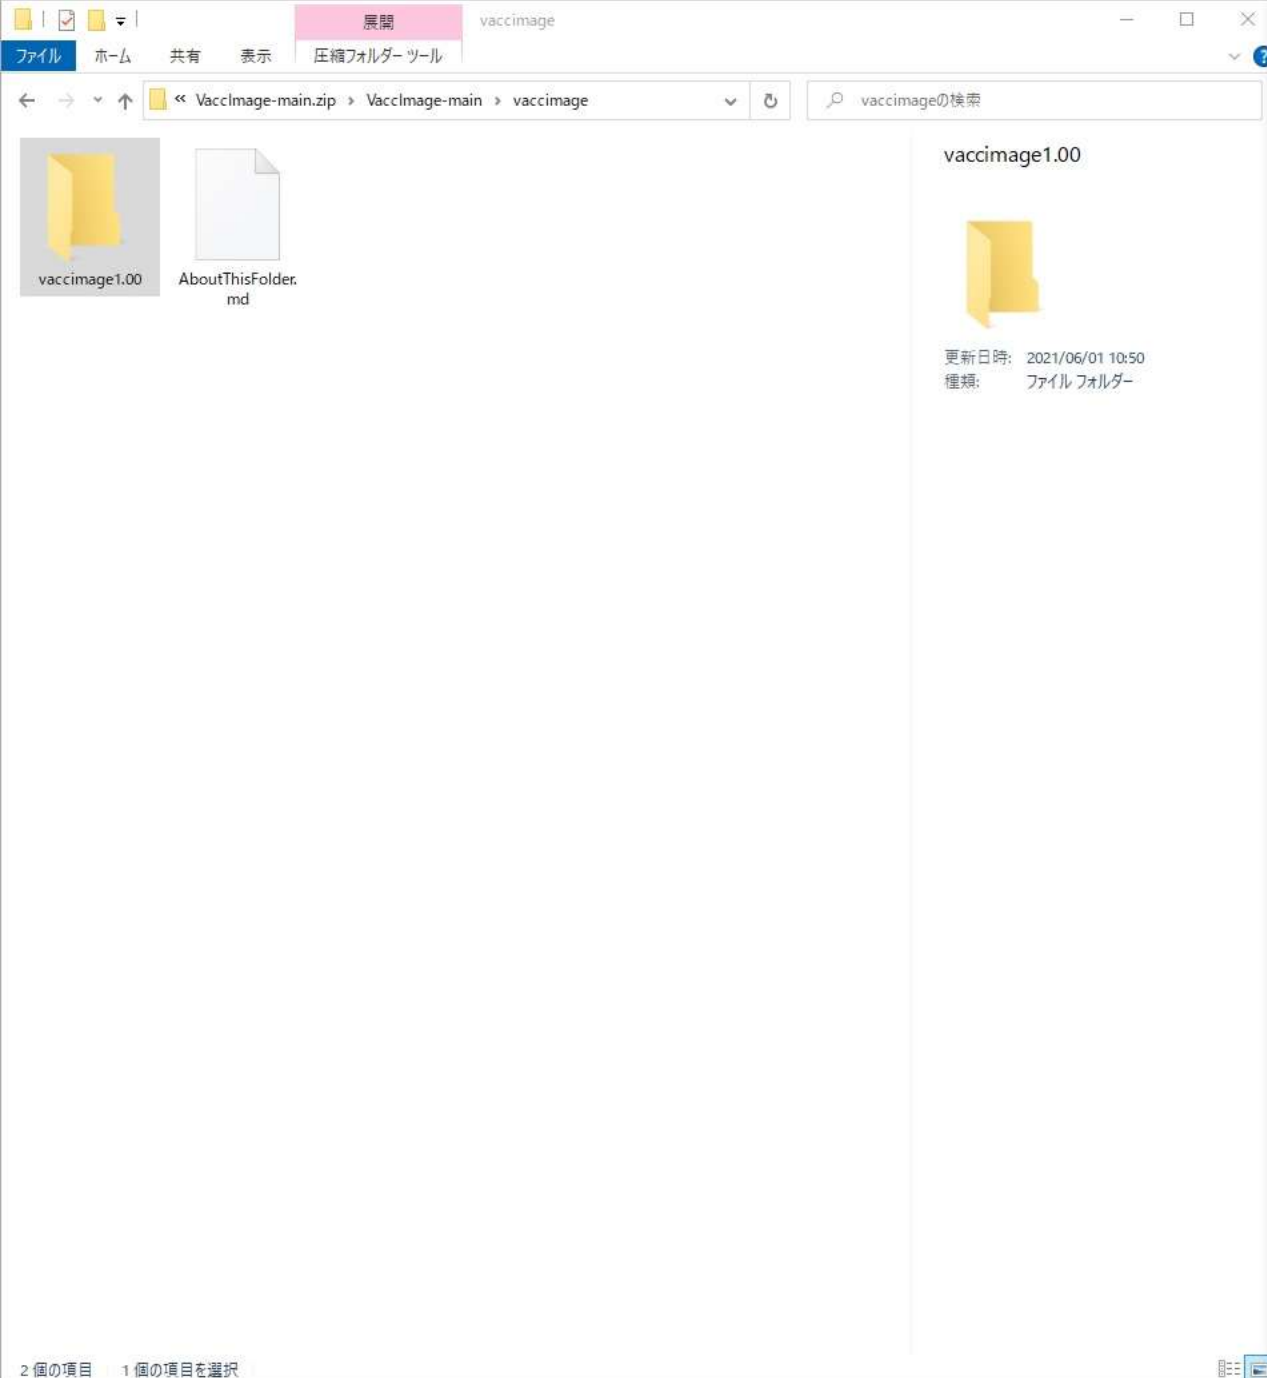 展開
vaccimage
ファイル ホーム 共有 表示 圧縮フォルダー ツール
?
« VaccImage-main.zip › VaccImage-main › vaccimage
vaccimageの検索
vaccimage1.00
AboutThisFolder.
md
vaccimage1.00
更新日時: 2021/06/01 10:50
種類: ファイル フォルダー
2 個の項目 1 個の項目を選択